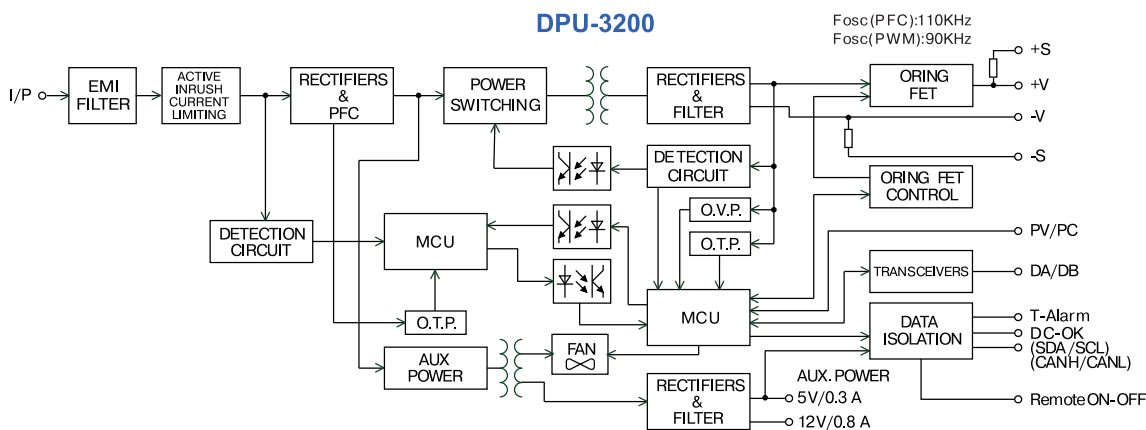 DPU-3200
Fosc(PFC):110KHz
Fosc(PWM):90KHz
I/P
EMI
FILTER
ACTIVE
INRUSH
CURRENT
LIMITING
RECTIFIERS
&
PFC
POWER
SWITCHING
RECTIFIERS
&
FILTER
ORING
FET
+S
+V
-V
-S
DETECTION
CIRCUIT
ORING FET
CONTROL
O.V.P.
O.T.P.
DETECTION
CIRCUIT
MCU
PV/PC
TRANSCEIVERS
DA/DB
MCU
O.T.P.
DATA
ISOLATION
T-Alarm
DC-OK
(SDA/SCL)
(CANH/CANL)
AUX
POWER
FAN
RECTIFIERS
&
FILTER
AUX. POWER
5V/0.3 A
12V/0.8 A
Remote ON-OFF